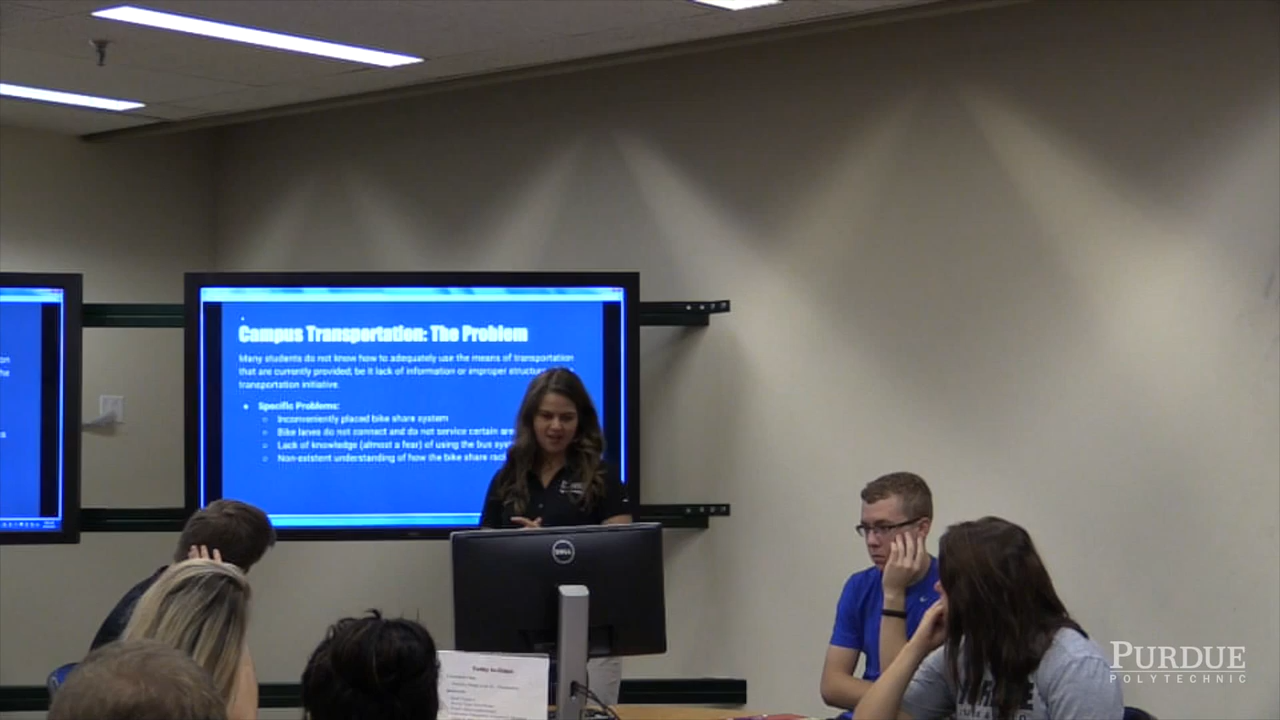 Campus Transportation: The Problem
Many students do not know how to adequately use the means of transportation
that are currently provided; be it lack of information or improper structure
transportation initiative.
Specific Problems:
Inconveniently placed bike share system
Bike lanes do not connect and do not service certain
Lack of knowledge (almost a fear) of using the bus
Non-existent understanding of how the bike share
DELL
PURDUE
POLYTECHNIC